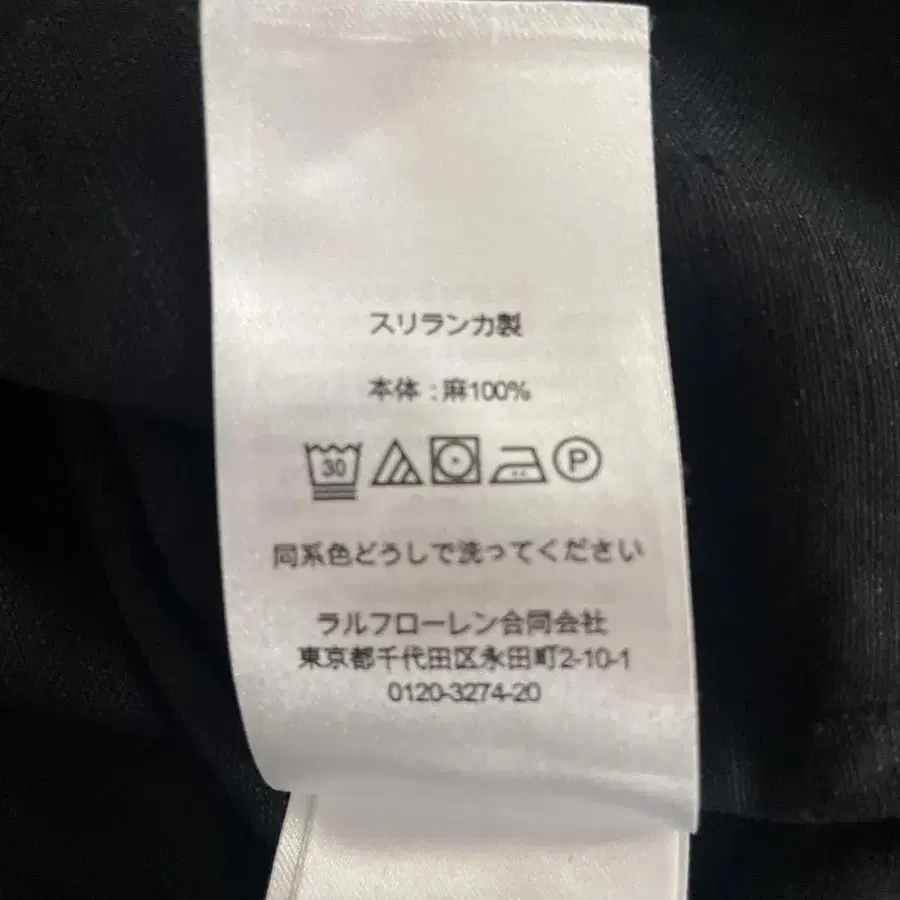 スリランカ製
本体 : 麻100%
30 P
同系色どうしで洗ってください
ラルフローレン合同会社
東京都千代田区永田町2-10-1
0120-3274-20